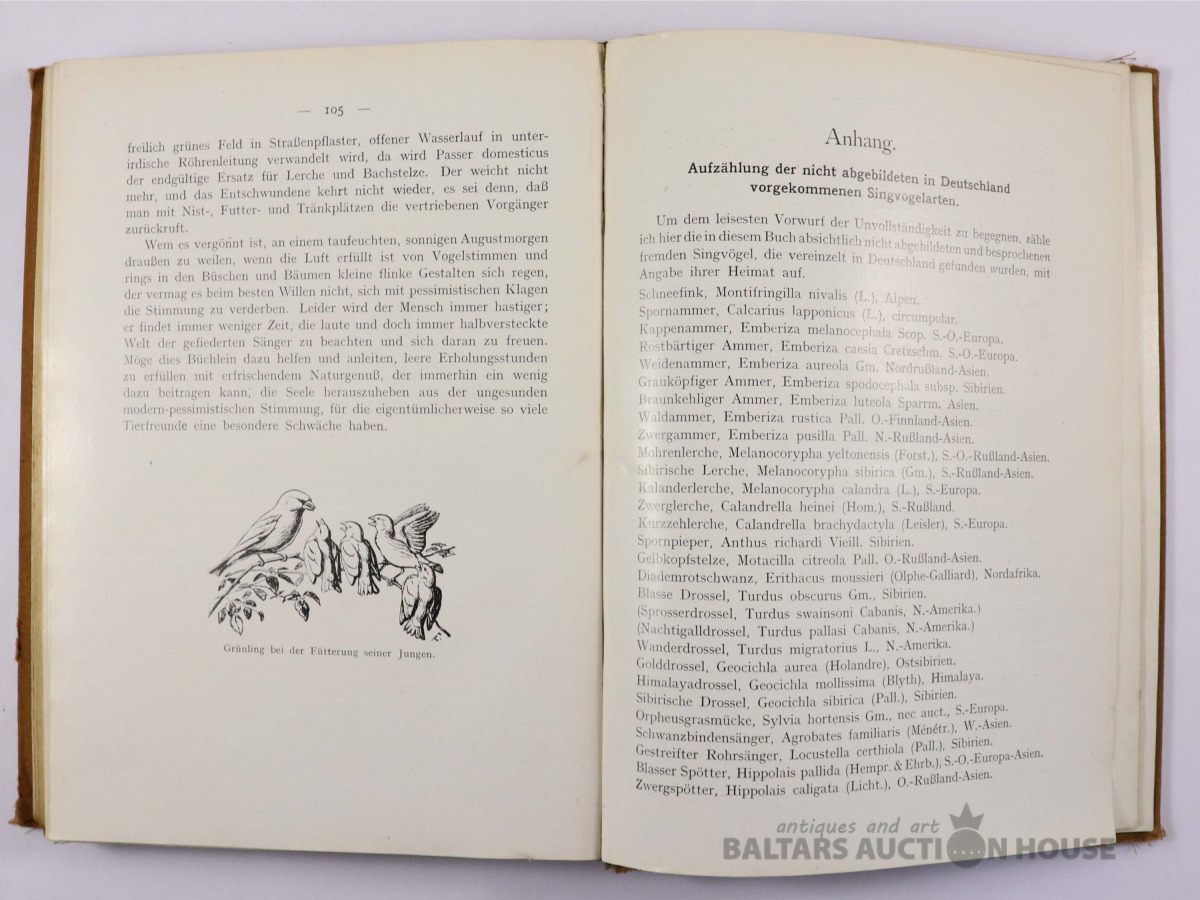 — 105 —
freilich grünes Feld in Straßenpflaster, offener Wasserlauf in unter-
irdische Röhrenleitung verwandelt wird, da wird Passer domesticus
der endgültige Ersatz für Lerche und Bachstelze. Der weicht nicht
mehr, und das Entschwundene kehrt nicht wieder, es sei denn, daß
man mit Nist-, Futter- und Tränkplätzen die vertriebenen Vorgänger
zurückruft.
Wem es vergönnt ist, an einem taufeuchten, sonnigen Augustmorgen
draußen zu weilen, wenn die Luft erfüllt ist von Vogelstimmen und
rings in den Büschen und Bäumen kleine flinke Gestalten sich regen,
der vermag es beim besten Willen nicht, sich mit pessimistischen Klagen
die Stimmung zu verderben. Leider wird der Mensch immer hastiger;
er findet immer weniger Zeit, die laute und doch immer halbversteckte
Welt der gefiederten Sänger zu beachten und sich daran zu freuen.
Möge dies Büchlein dazu helfen und anleiten, leere Erholungsstunden
zu erfüllen mit erfrischendem Naturgenuß, der immerhin ein wenig
dazu beitragen kann, die Seele herauszuheben aus der ungesunden
modern-pessimistischen Stimmung, für die eigentümlicherweise so viele
Tierfreunde eine besondere Schwäche haben.
Grünling bei der Fütterung seiner Jungen.
Anhang.
Aufzählung der nicht abgebildeten in Deutschland
vorgekommenen Singvogelarten.
Um dem leisesten Vorwurf der Unvollständigkeit zu begegnen, zähle
ich hier die in diesem Buch absichtlich nicht abgebildeten und besprochenen
fremden Singvögel, die vereinzelt in Deutschland gefunden wurden, mit
Angabe ihrer Heimat auf.
Schneefink, Montifringilla nivalis (L.), Alpen.
Spornammer, Calcarius lapponicus (L.), circumpolar.
Kappenammer, Emberiza melanocephala Scop. S.-O.-Europa.
Rostbärtiger Ammer, Emberiza caesia Cretzschm. S.-O.-Europa.
Weidenammer, Emberiza aureola Gm. Nordrußland-Asien.
Grauköpfiger Ammer, Emberiza spodocephala subsp. Sibirien.
Braunkehliger Ammer, Emberiza luteola Sparrm. Asien.
Waldammer, Emberiza rustica Pall. O.-Finnland-Asien.
Zwergammer, Emberiza pusilla Pall. N.-Rußland-Asien.
Mohrenlerche, Melanocorypha yeltonensis (Forst.), S.-O.-Rußland-Asien.
Sibirische Lerche, Melanocorypha sibirica (Gm.), S.-Rußland-Asien.
Kalanderlerche, Melanocorypha calandra (L.), S.-Europa.
Zwerglerche, Calandrella heinei (Hom.), S.-Rußland.
Kurzzehlerche, Calandrella brachydactyla (Leisler), S.-Europa.
Spornpieper, Anthus richardi Vieill. Sibirien.
Gelbkopfstelze, Motacilla citreola Pall. O.-Rußland-Asien.
Diademrotschwanz, Erithacus moussieri (Olphe-Galliard), Nordafrika.
Blasse Drossel, Turdus obscurus Gm., Sibirien.
(Sprosserdrossel, Turdus swainsoni Cabanis, N.-Amerika.)
(Nachtigalldrossel, Turdus pallasi Cabanis, N.-Amerika.)
Wanderdrossel, Turdus migratorius L., N.-Amerika.
Golddrossel, Geocichla aurea (Holandre), Ostsibirien.
Himalayadrossel, Geocichla mollissima (Blyth), Himalaya.
Sibirische Drossel, Geocichla sibirica (Pall.), Sibirien.
Orpheusgrasmücke, Sylvia hortensis Gm., nec auct., S.-Europa.
Schwanzbindensänger, Agrobates familiaris (Ménétr.), W.-Asien.
Gestreifter Rohrsänger, Locustella certhiola (Pall.), Sibirien.
Blasser Spötter, Hippolais pallida (Hempr. & Ehrb.), S.-O.-Europa-Asien.
Zwergspötter, Hippolais caligata (Licht.), O.-Rußland-Asien.
antiques and art
BALTARS AUCTION HOUSE